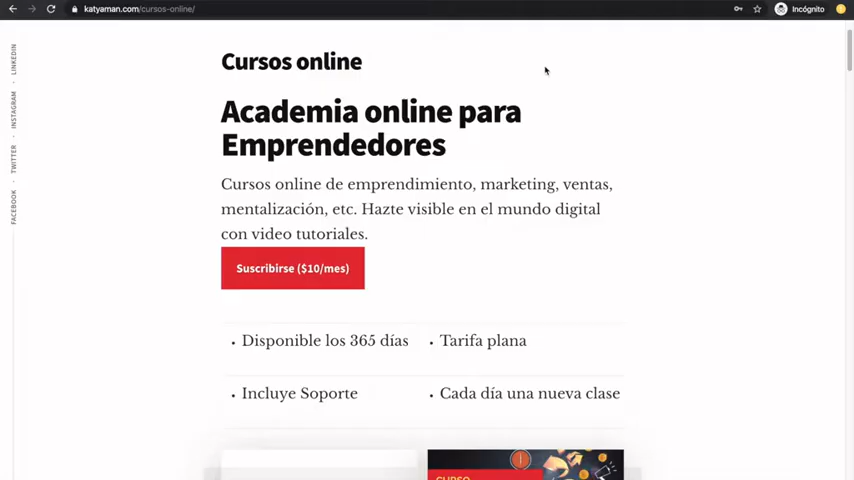 katyaman.com/cursos-online/
Incógnito
LINKEDIN
INSTAGRAM
TWITTER
FACEBOOK
Cursos online
Academia online para
Emprendedores
Cursos online de emprendimiento, marketing, ventas,
mentalización, etc. Hazte visible en el mundo digital
con video tutoriales.
Suscribirse ($10/mes)
Disponible los 365 días
Tarifa plana
Incluye Soporte
Cada día una nueva clase
CURSO